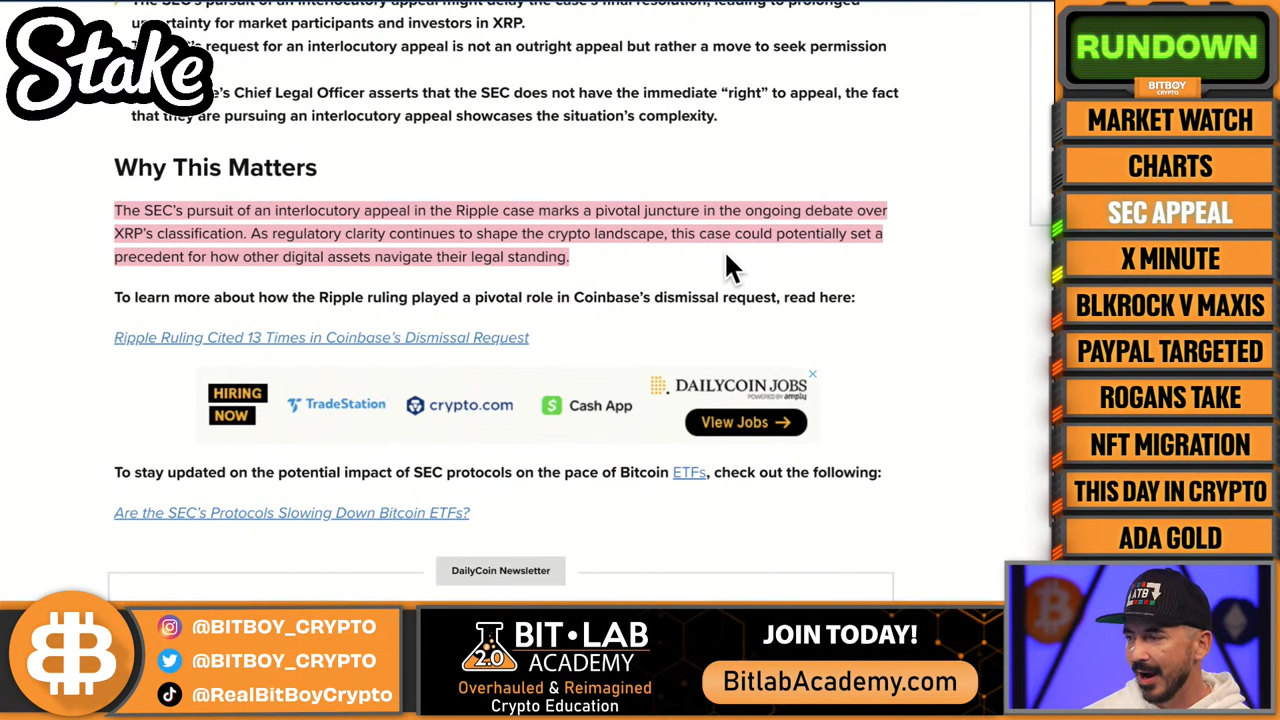 The SEC's pursuit of an interlocutory appeal might delay the case's final resolution, leading to prolonged
uncertainty for market participants and investors in XRP.
request for an interlocutory appeal is not an outright appeal but rather a move to seek permission
Chief Legal Officer asserts that the SEC does not have the immediate “right” to appeal, the fact
that they are pursuing an interlocutory appeal showcases the situation's complexity.
Stake
Why This Matters
The SEC's pursuit of an interlocutory appeal in the Ripple case marks a pivotal juncture in the ongoing debate over
XRP's classification. As regulatory clarity continues to shape the crypto landscape, this case could potentially set a
precedent for how other digital assets navigate their legal standing.
To learn more about how the Ripple ruling played a pivotal role in Coinbase's dismissal request, read here:
Ripple Ruling Cited 13 Times in Coinbase's Dismissal Request
HIRING
NOW
TradeStation
crypto.com
Cash App
DAILYCOIN JOBS
POWERED BY amply
View Jobs →
To stay updated on the potential impact of SEC protocols on the pace of Bitcoin ETFs, check out the following:
Are the SEC's Protocols Slowing Down Bitcoin ETFs?
DailyCoin Newsletter
RUNDOWN
BITBOY
CRYPTO
MARKET WATCH
CHARTS
SEC APPEAL
X MINUTE
BLKROCK V MAXIS
PAYPAL TARGETED
ROGANS TAKE
NFT MIGRATION
THIS DAY IN CRYPTO
ADA GOLD
ATB
@BITBOY_CRYPTO
@BITBOY_CRYPTO
@RealBitBoyCrypto
2.0
BIT•LAB
ACADEMY
Overhauled & Reimagined
Crypto Education
JOIN TODAY!
BitlabAcademy.com